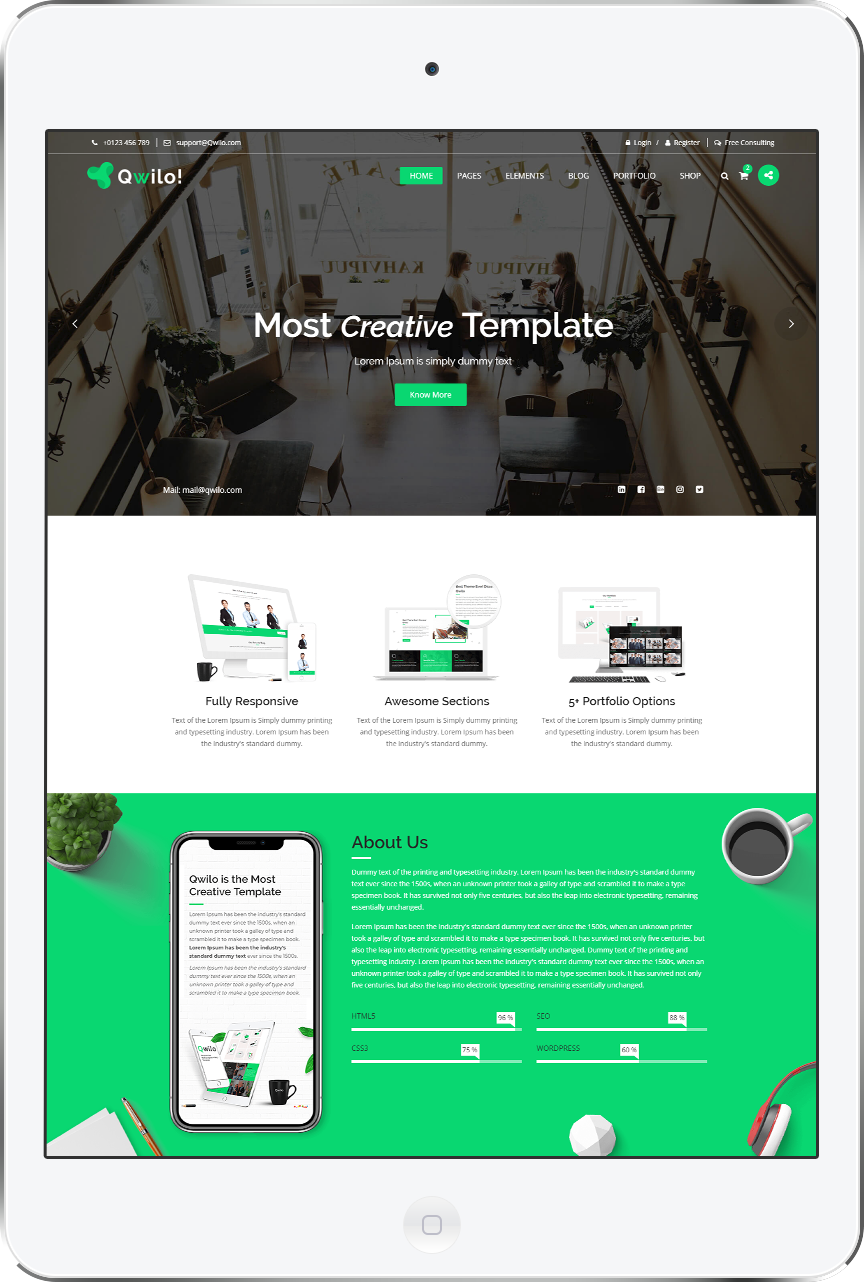 +0123 456 789 | support@Qwilo.com
Login / Register | Free Consulting
Qwilo!
HOME PAGES ELEMENTS BLOG PORTFOLIO SHOP 2
KAHVIPUU KAHVIPUU
Most Creative Template
Lorem Ipsum is simply dummy text
Know More
Mail: mail@qwilo.com
Fully Responsive
Text of the Lorem Ipsum is Simply dummy printing
and typesetting industry. Lorem Ipsum has been
the Industry's standard dummy.
Awesome Sections
Text of the Lorem Ipsum is Simply dummy printing
and typesetting industry. Lorem Ipsum has been
the Industry's standard dummy.
5+ Portfolio Options
Text of the Lorem Ipsum is Simply dummy printing
and typesetting industry. Lorem Ipsum has been
the Industry's standard dummy.
Qwilo is the Most
Creative Template
Lorem Ipsum has been the industry's standard
dummy text ever since the 1500s, when an
unknown printer took a galley of type and
scrambled it to make a type specimen book.
Lorem Ipsum has been the industry's
standard dummy text ever since the 1500s.
Lorem Ipsum has been the industry's standard
dummy text ever since the 1500s, when an
unknown printer took a galley of type and
scrambled it to make a type specimen book.
Qwilo
Qwilo
About Us
Dummy text of the printing and typesetting industry. Lorem Ipsum has been the industry's standard dummy
text ever since the 1500s, when an unknown printer took a galley of type and scrambled it to make a type
specimen book. It has survived not only five centuries, but also the leap into electronic typesetting, remaining
essentially unchanged.
Lorem Ipsum has been the industry's standard dummy text ever since the 1500s, when an unknown printer
took a galley of type and scrambled it to make a type specimen book. It has survived not only five centuries, but
also the leap into electronic typesetting, remaining essentially unchanged. Dummy text of the printing and
typesetting industry. Lorem Ipsum has been the industry's standard dummy text ever since the 1500s, when an
unknown printer took a galley of type and scrambled it to make a type specimen book. It has survived not only
five centuries, but also the leap into electronic typesetting, remaining essentially unchanged.
HTML5 96 %
SEO 88 %
CSS3 75 %
WORDPRESS 60 %